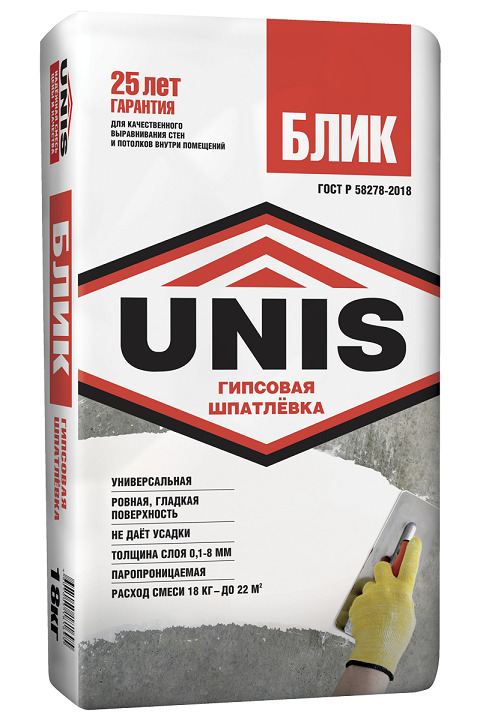 25 лет
ГАРАНТИЯ
ДЛЯ КАЧЕСТВЕННОГО
ВЫРАВНИВАНИЯ СТЕН
И ПОТОЛКОВ ВНУТРИ ПОМЕЩЕНИЙ
БЛИК
ГОСТ Р 58278-2018
UNIS
ГИПСОВАЯ
ШПАТЛЁВКА
УНИВЕРСАЛЬНАЯ
РОВНАЯ, ГЛАДКАЯ
ПОВЕРХНОСТЬ
НЕ ДАЁТ УСАДКИ
ТОЛЩИНА СЛОЯ 0,1-8 ММ
ПАРОПРОНИЦАЕМАЯ
РАСХОД СМЕСИ 18 КГ – ДО 22 М²
UNIS
БЛИК
ГИПСОВАЯ
ШПАТЛЁВКА
18КГ